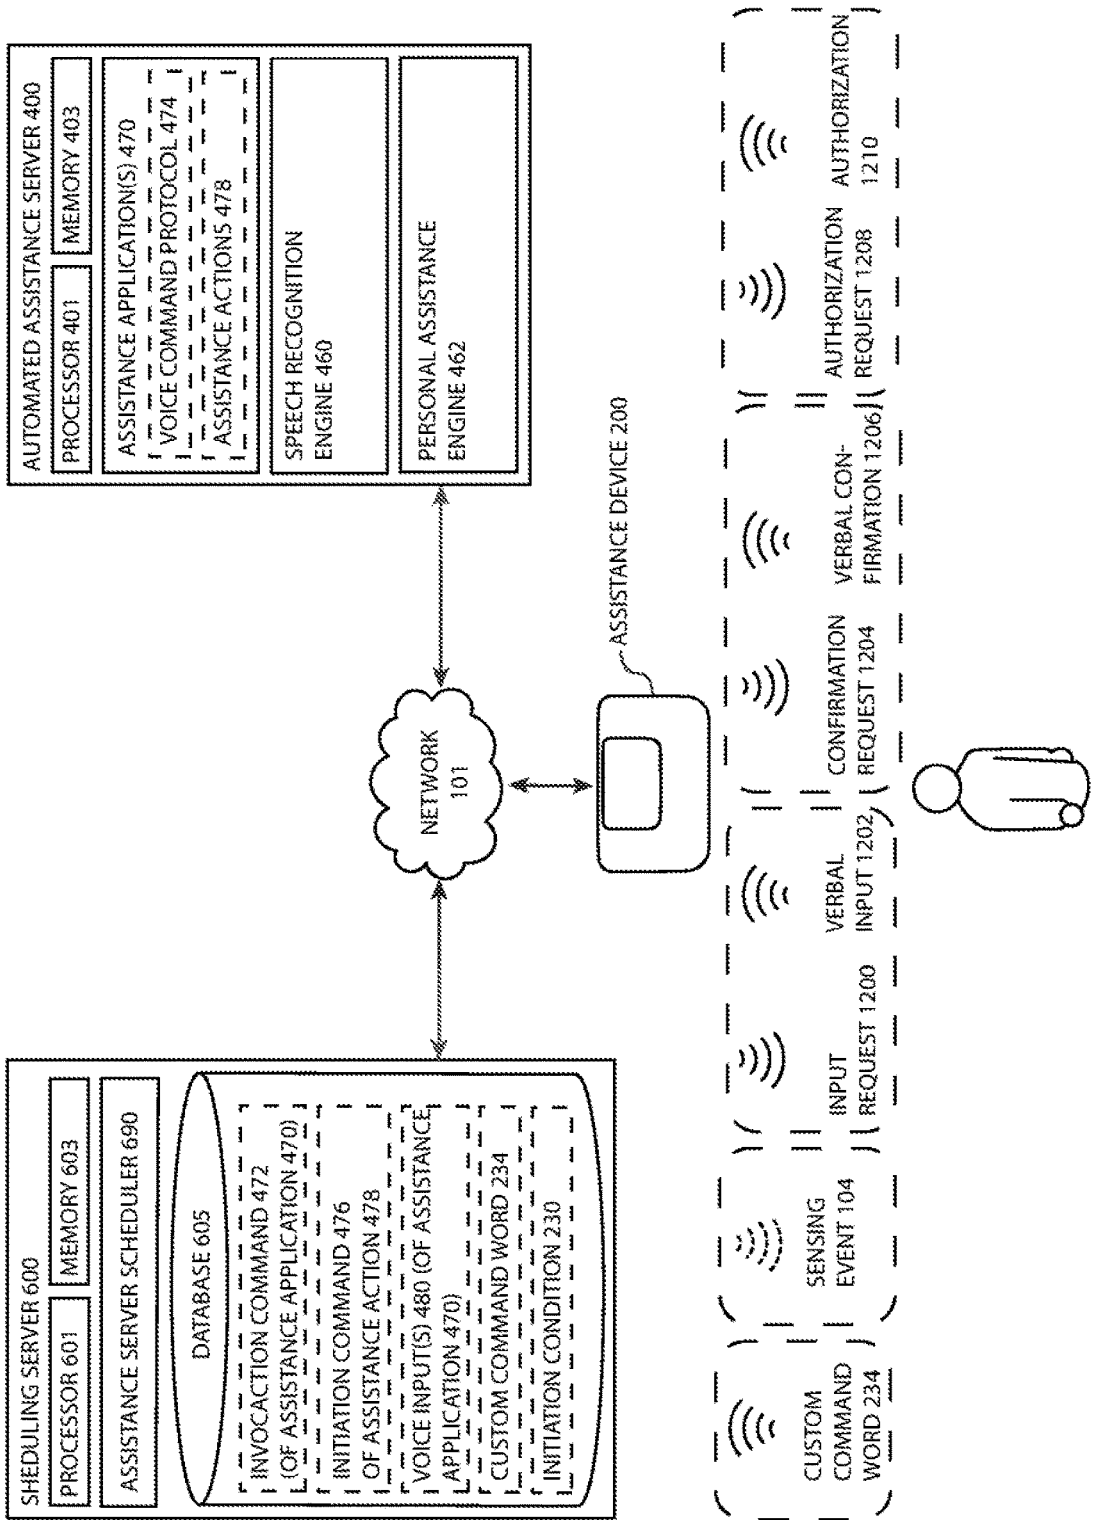 SHEDULING SERVER 600
PROCESSOR 601
MEMORY 603
ASSISTANCE SERVER SCHEDULER 690
DATABASE 605
INVOCACTION COMMAND 472
(OF ASSISTANCE APPLICATION 470)
INITIATION COMMAND 476
OF ASSISTANCE ACTION 478
VOICE INPUT(S) 480 (OF ASSISTANCE
APPLICATION 470)
CUSTOM COMMAND WORD 234
INITIATION CONDITION 230
NETWORK
101
AUTOMATED ASSISTANCE SERVER 400
PROCESSOR 401
MEMORY 403
ASSISTANCE APPLICATION(S) 470
VOICE COMMAND PROTOCOL 474
ASSISTANCE ACTIONS 478
SPEECH RECOGNITION
ENGINE 460
PERSONAL ASSISTANCE
ENGINE 462
ASSISTANCE DEVICE 200
CUSTOM
COMMAND
WORD 234
SENSING
EVENT 104
INPUT
REQUEST 1200
VERBAL
INPUT 1202
CONFIRMATION
REQUEST 1204
VERBAL CON-
FIRMATION 1206
AUTHORIZATION
REQUEST 1208
AUTHORIZATION
1210